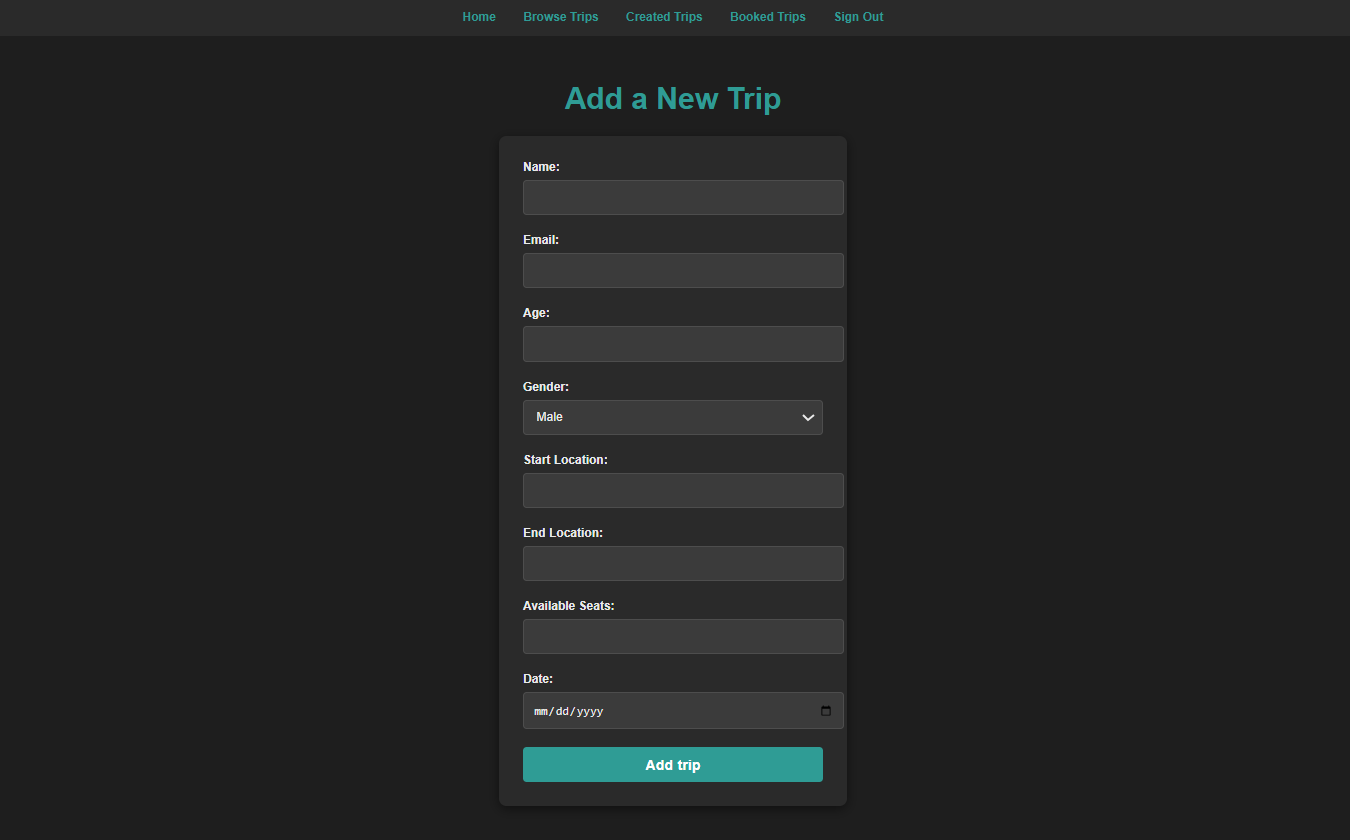 Home Browse Trips Created Trips Booked Trips Sign Out
Add a New Trip
Name:
Email:
Age:
Gender:
Male
Start Location:
End Location:
Available Seats:
Date:
mm/dd/yyyy
Add trip